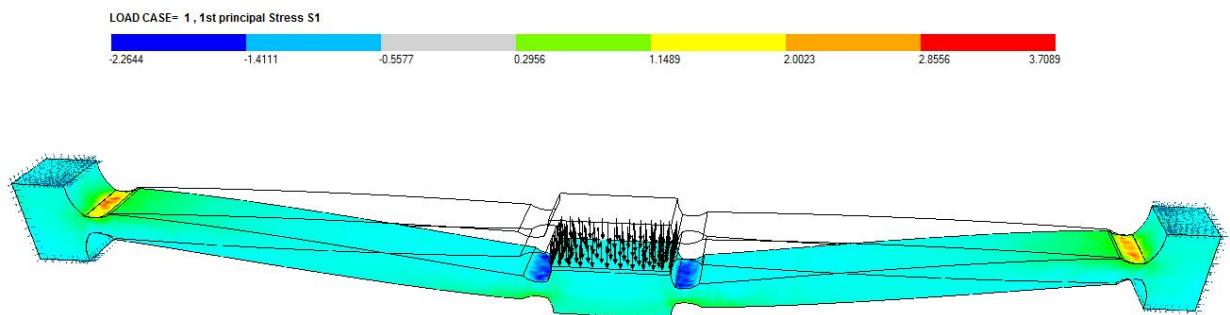 LOAD CASE= 1 , 1st principal Stress S1
-2.2644 -1.4111 -0.5577 0.2956 1.1489 2.0023 2.8556 3.7089